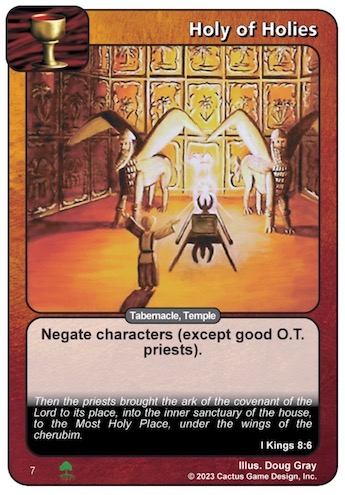 Holy of Holies
Tabernacle, Temple
Negate characters (except good O.T.
priests).
Then the priests brought the ark of the covenant of the
Lord to its place, into the inner sanctuary of the house,
to the Most Holy Place, under the wings of the
cherubim.
I Kings 8:6
Illus. Doug Gray
7
© 2023 Cactus Game Design, Inc.